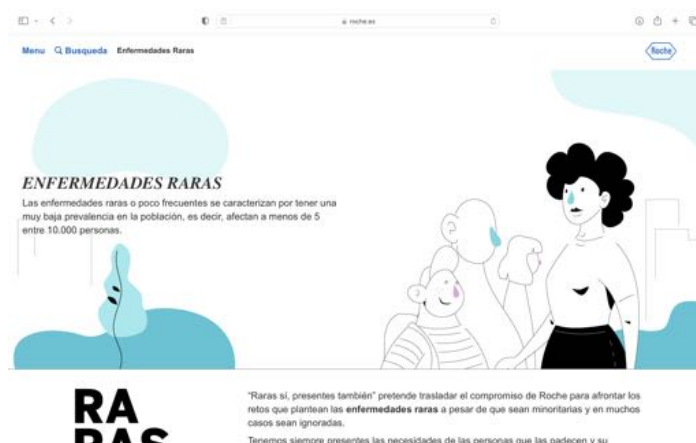 roche.es
Menu Busqueda Enfermedades Raras
Roche
ENFERMEDADES RARAS
Las enfermedades raras o poco frecuentes se caracterizan por tener una
muy baja prevalencia en la población, es decir, afectan a menos de 5
entre 10.000 personas.
RA
RAS
"Raras sí, presentes también" pretende trasladar el compromiso de Roche para afrontar los
retos que plantean las enfermedades raras a pesar de que sean minoritarias y en muchos
casos sean ignoradas.
Tenemos siempre presentes las necesidades de las personas que las padecen y su